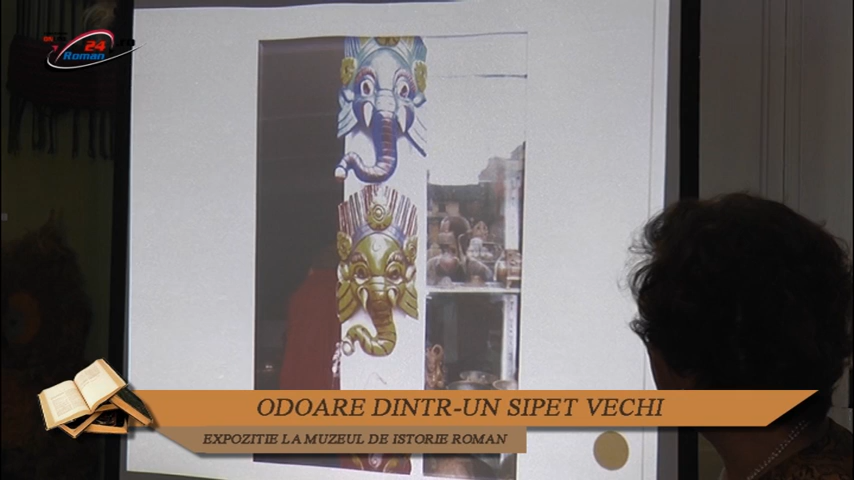 24
Roman
ODOARE DINTR-UN SIPET VECHI
EXPOZITIE LA MUZEUL DE ISTORIE ROMAN